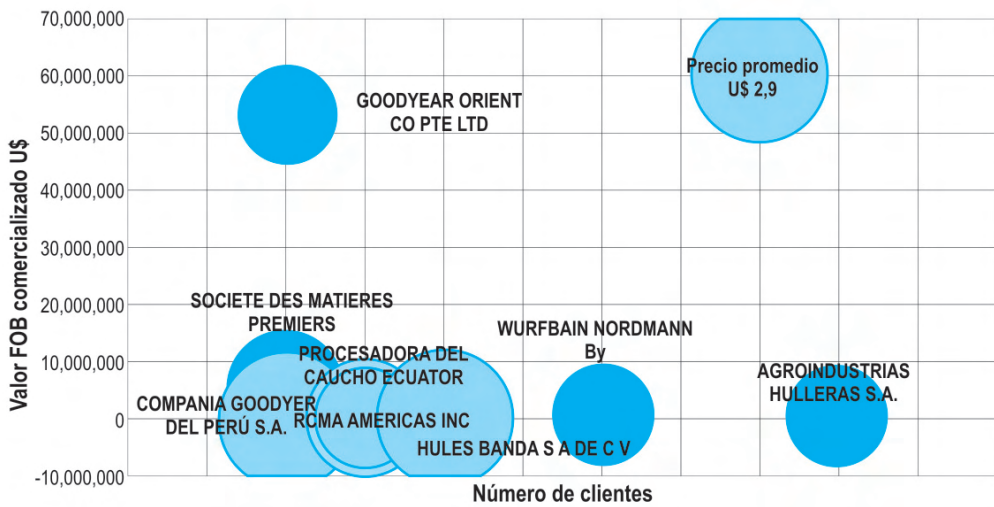 70,000,000
60,000,000
50,000,000
40,000,000
30,000,000
20,000,000
10,000,000
0
-10,000,000
Valor FOB comercializado U$
Precio promedio
U$ 2,9
GOODYEAR ORIENT
CO PTE LTD
SOCIETE DES MATIERES
PREMIERS
PROCESADORA DEL
CAUCHO ECUATOR
WURFBAIN NORDMANN
By
AGROINDUSTRIAS
HULLERAS S.A.
COMPANIA GOODYER
DEL PERÚ S.A.
RCMA AMERICAS INC
HULES BANDA S A DE C V
Número de clientes